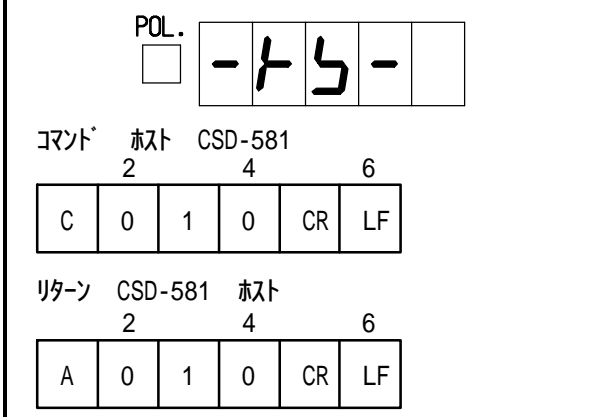 POL.
-トラ-
コマンド ホスト CSD-581
2 4 6
C 0 1 0 CR LF
リターン CSD-581 ホスト
2 4 6
A 0 1 0 CR LF